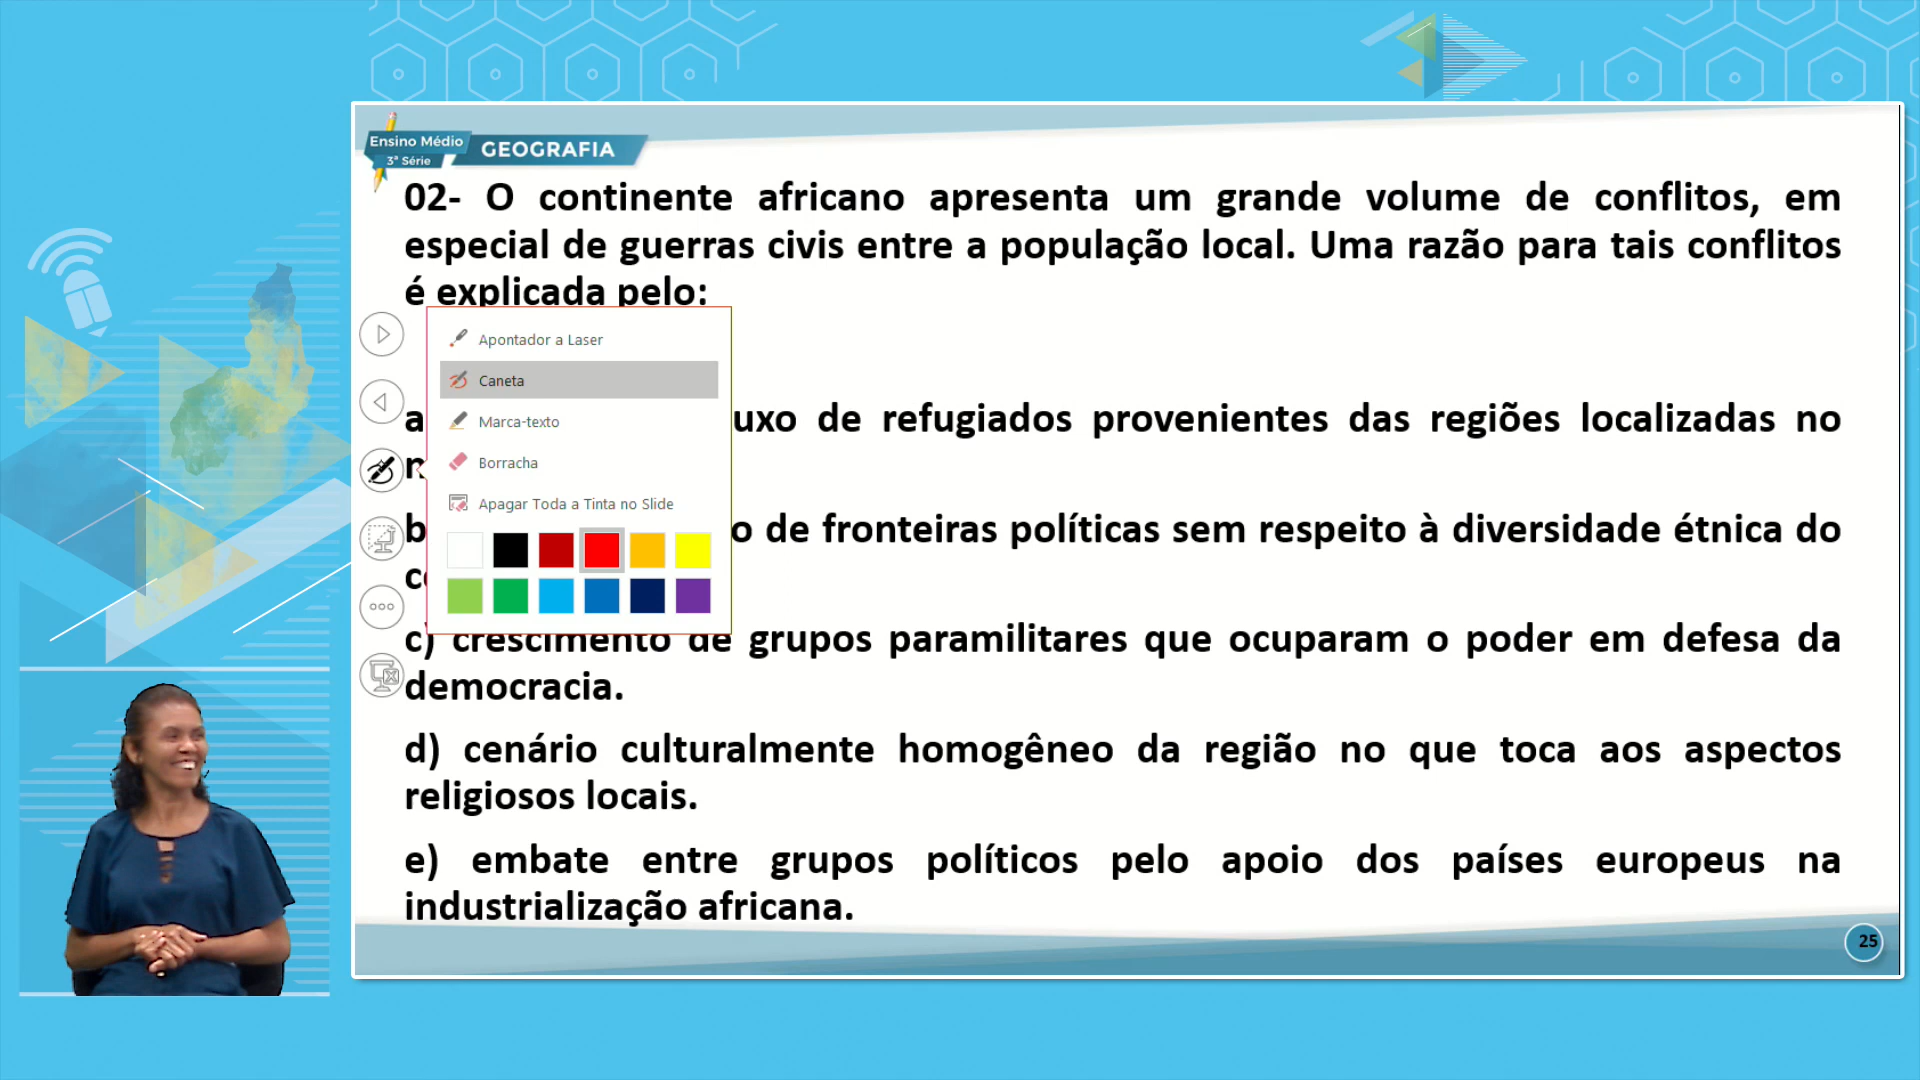 Ensino Médio
3ª Série
GEOGRAFIA
02- O continente africano apresenta um grande volume de conflitos, em
especial de guerras civis entre a população local. Uma razão para tais conflitos
é explicada pelo:
Apontador a Laser
Caneta
Marca-texto
Borracha
Apagar Toda a Tinta no Slide
a
de refugiados provenientes das regiões localizadas no
b
de fronteiras políticas sem respeito à diversidade étnica do
c) crescimento de grupos paramilitares que ocuparam o poder em defesa da
democracia.
d) cenário culturalmente homogêneo da região no que toca aos aspectos
religiosos locais.
e) embate entre grupos políticos pelo apoio dos países europeus na
industrialização africana.
25